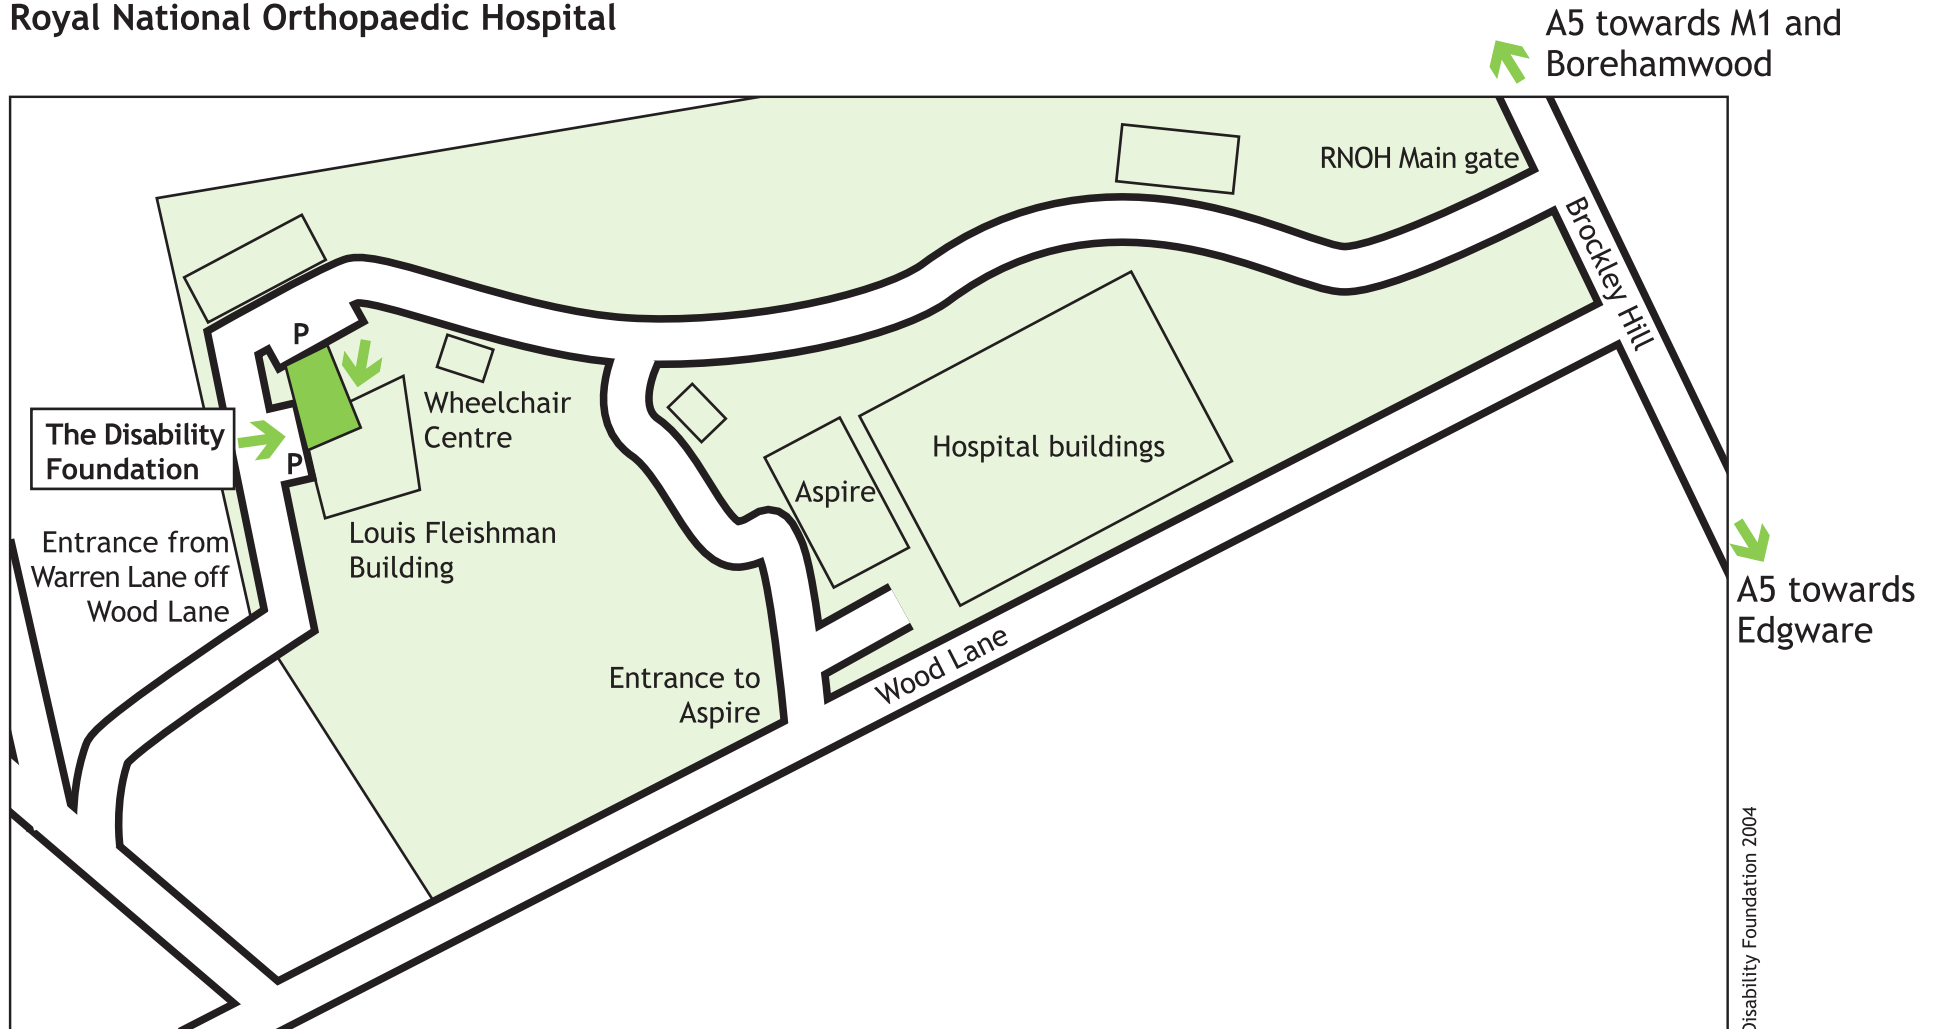 Royal National Orthopaedic Hospital
A5 towards M1 and
Borehamwood
RNOH Main gate
Brockley Hill
P
Wheelchair
Centre
The Disability
Foundation
P
Hospital buildings
Aspire
Louis Fleishman
Building
Entrance from
Warren Lane off
Wood Lane
A5 towards
Edgware
Wood Lane
Entrance to
Aspire
Disability Foundation 2004